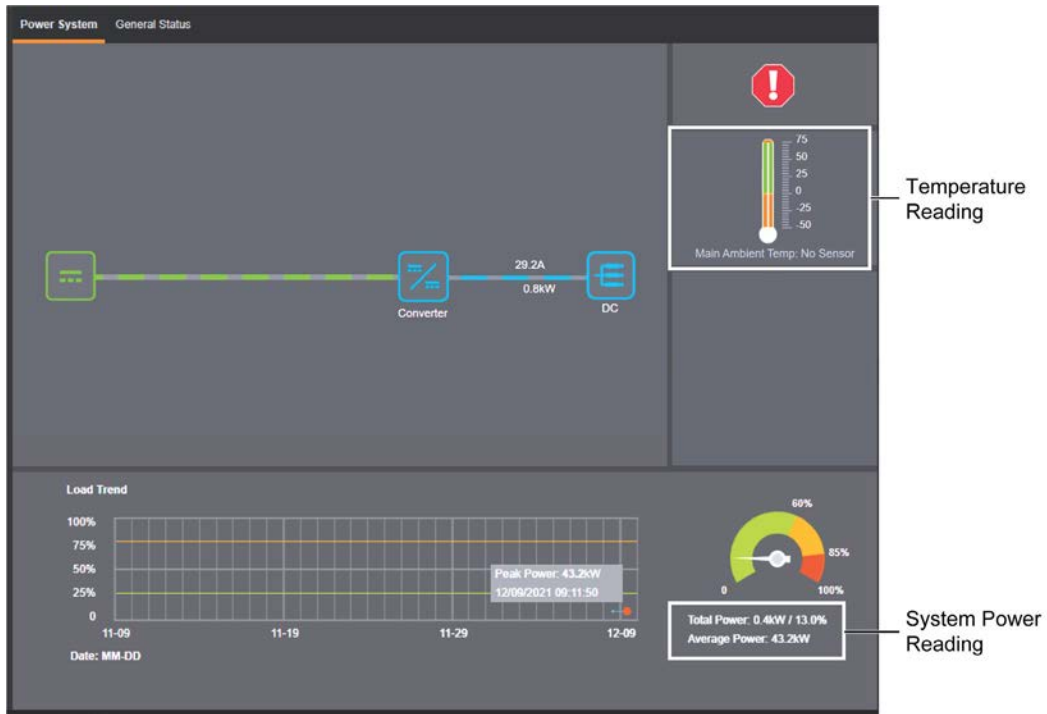 Power System General Status
75
50
25
0
-25
-50
Main Ambient Temp: No Sensor
Temperature
Reading
29.2A
0.8kW
Converter
DC
Load Trend
100%
75%
50%
25%
0
Peak Power: 43.2kW
12/09/2021 09:11:50
11-09 11-19 11-29 12-09
Date: MM-DD
60%
85%
0 100%
Total Power: 0.4kW / 13.0%
Average Power: 43.2kW
System Power
Reading